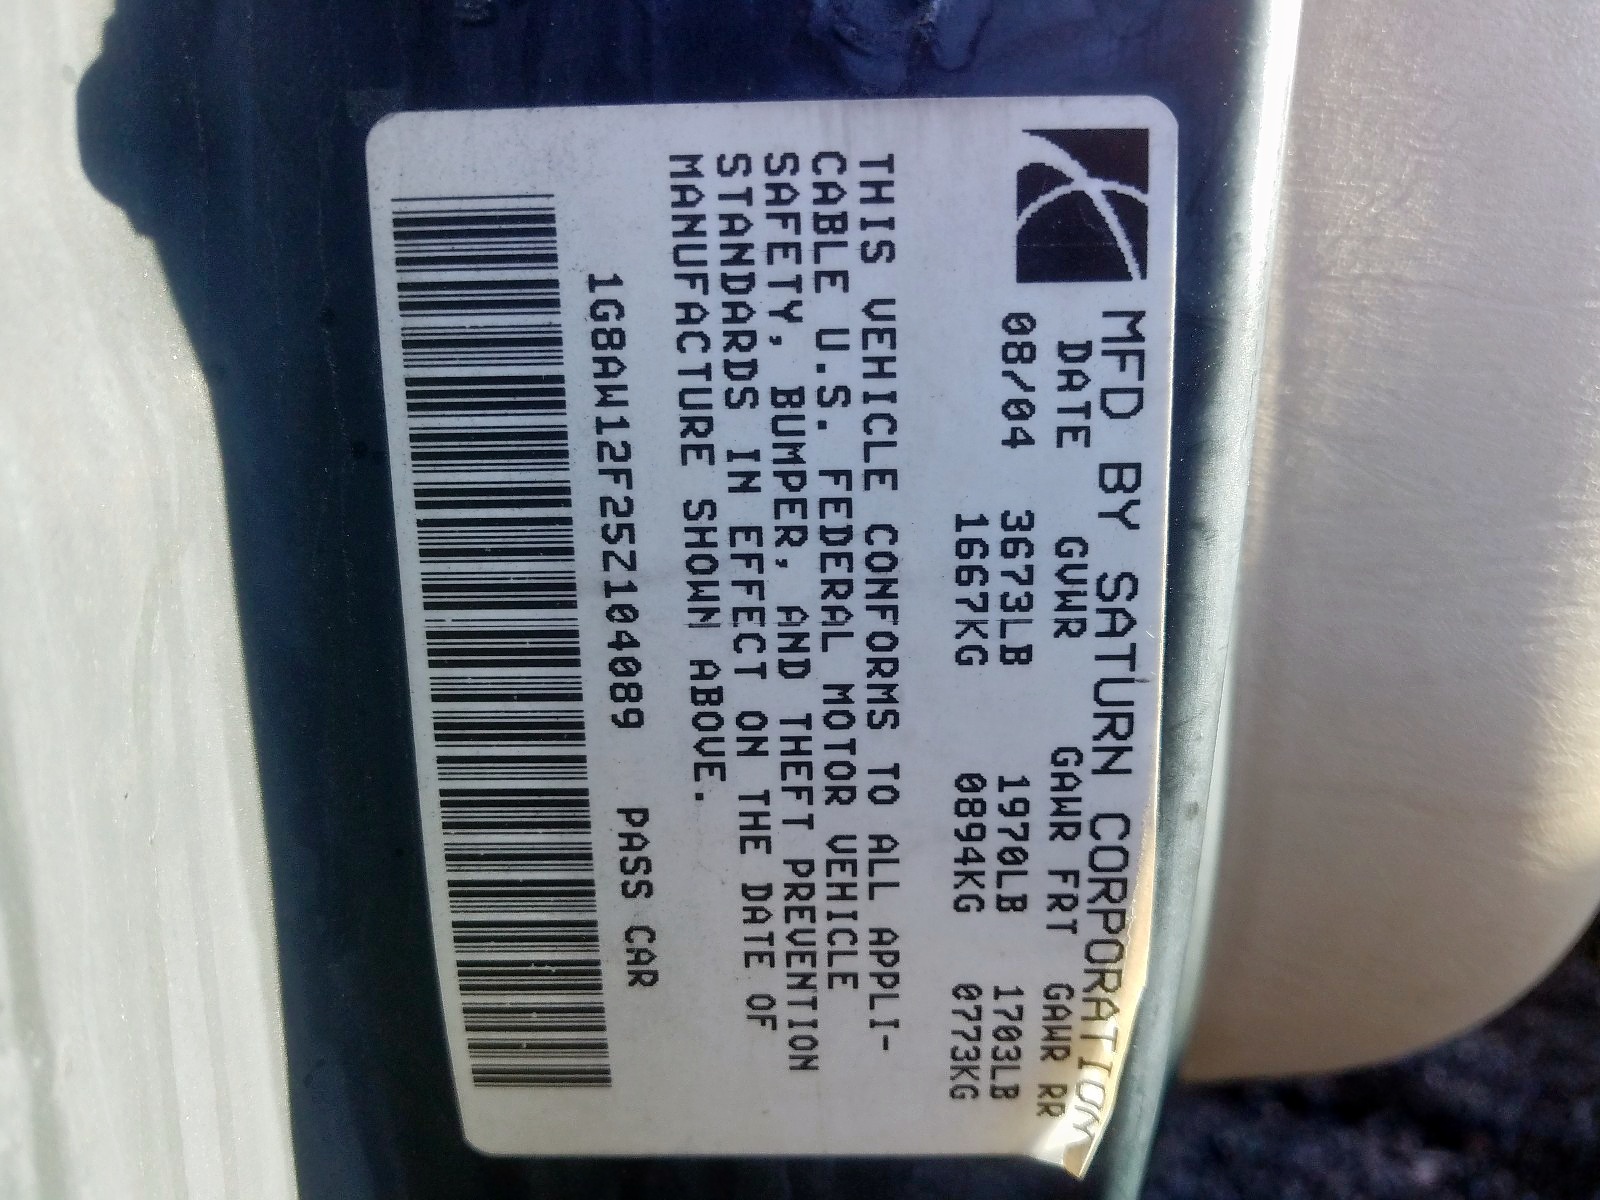 MFD BY SATURN CORPORATION
DATE GVWR GAWR FRT GAWR RR
08/04 3673LB 1970LB 1703LB
1667KG 0894KG 0773KG
THIS VEHICLE CONFORMS TO ALL APPLI-
CABLE U.S. FEDERAL MOTOR VEHICLE
SAFETY, BUMPER, AND THEFT PREVENTION
STANDARDS IN EFFECT ON THE DATE OF
MANUFACTURE SHOWN ABOVE.
1G8AW12F25Z104089 PASS CAR